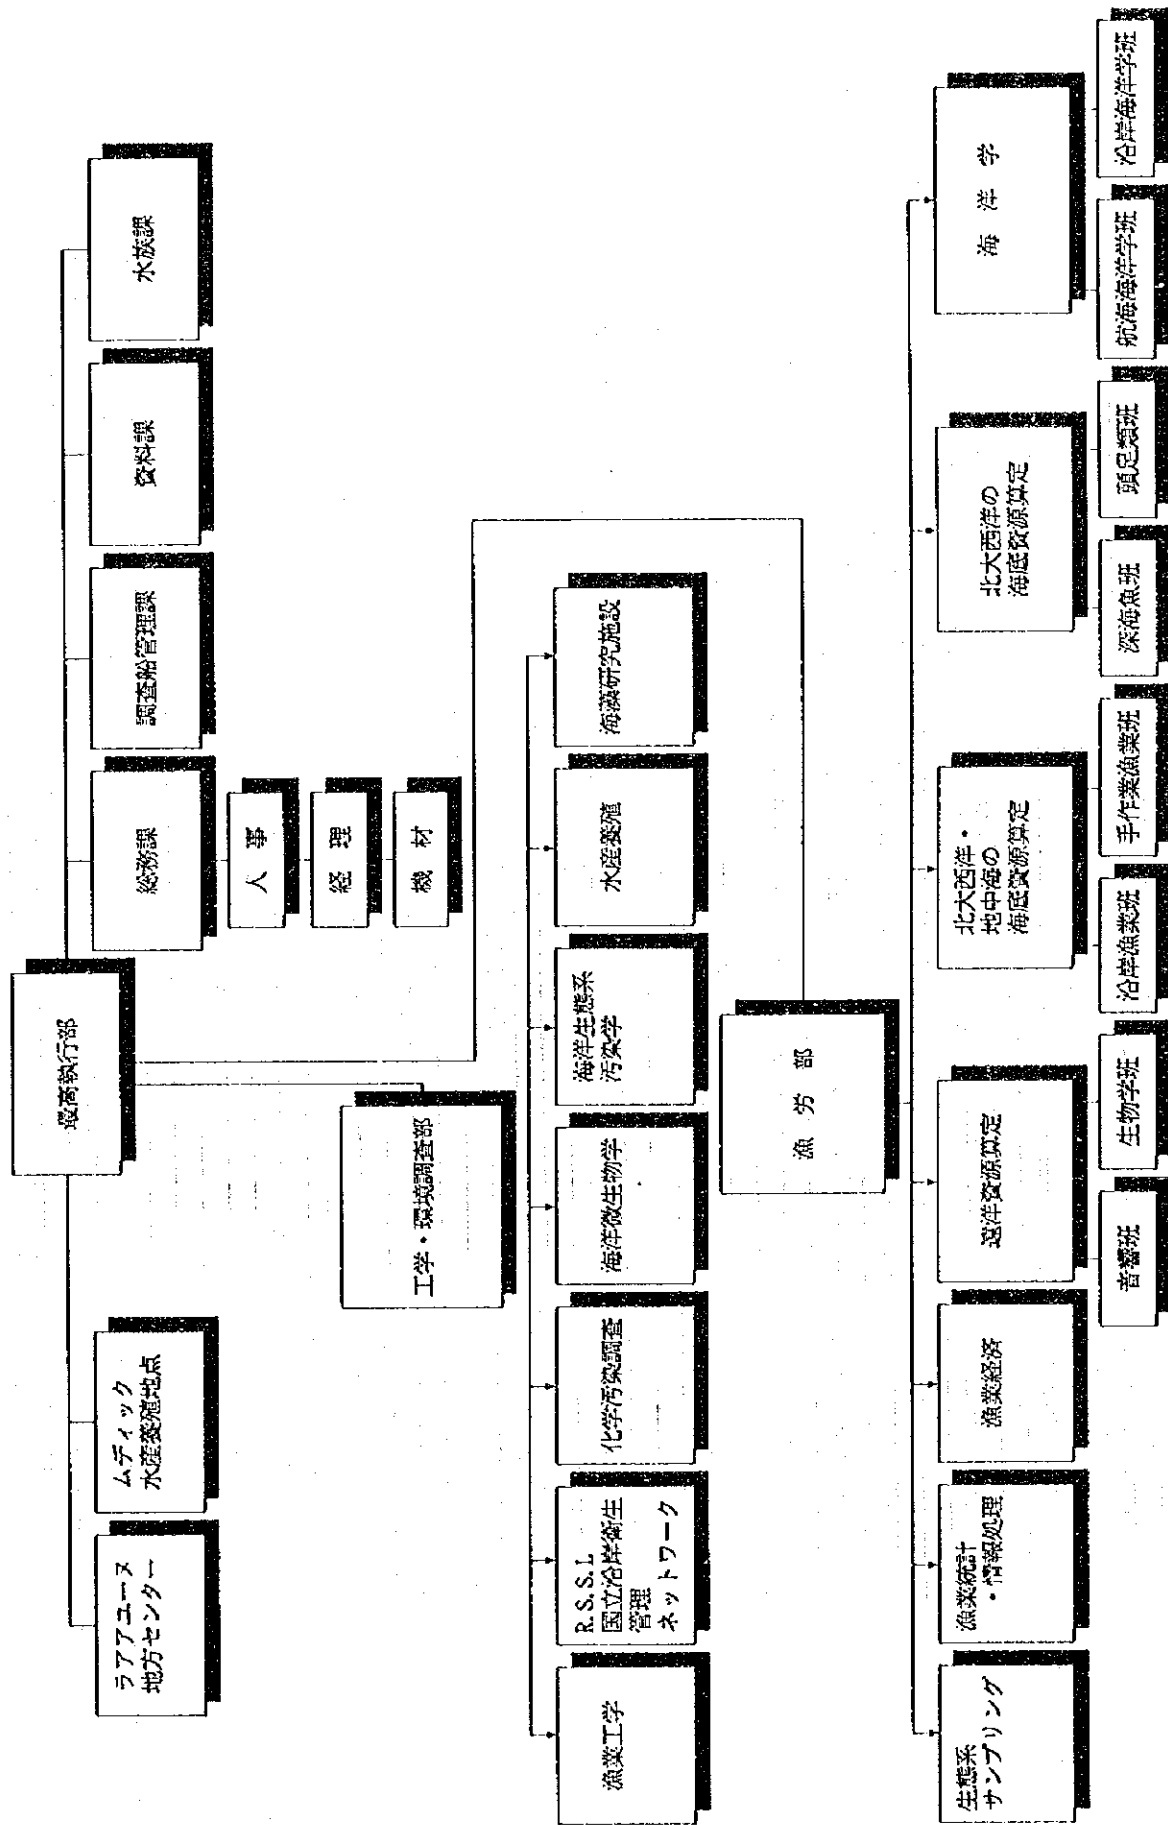 最高執行部
ラアアユーヌ
地方センター
ムディック
水産養殖地点
総務課
調査船管理課
資料課
水族課
人事
経理
機材
工学・環境調査部
漁業工学
R.S.S.L
国立沿岸衛生
管理
ネットワーク
化学汚染調査
海洋微生物学
海洋生態系
汚染学
水産養殖
海藻研究施設
漁労部
生態系
サンプリング
漁業統計
・情報処理
漁業経済
遠洋資源算定
北大西洋・
地中海の
海底資源算定
北大西洋の
海底資源算定
海洋学
音響班
生物学班
沿岸漁業班
手作業漁業班
深海魚班
頭足類班
航海海洋学班
沿岸海洋学班